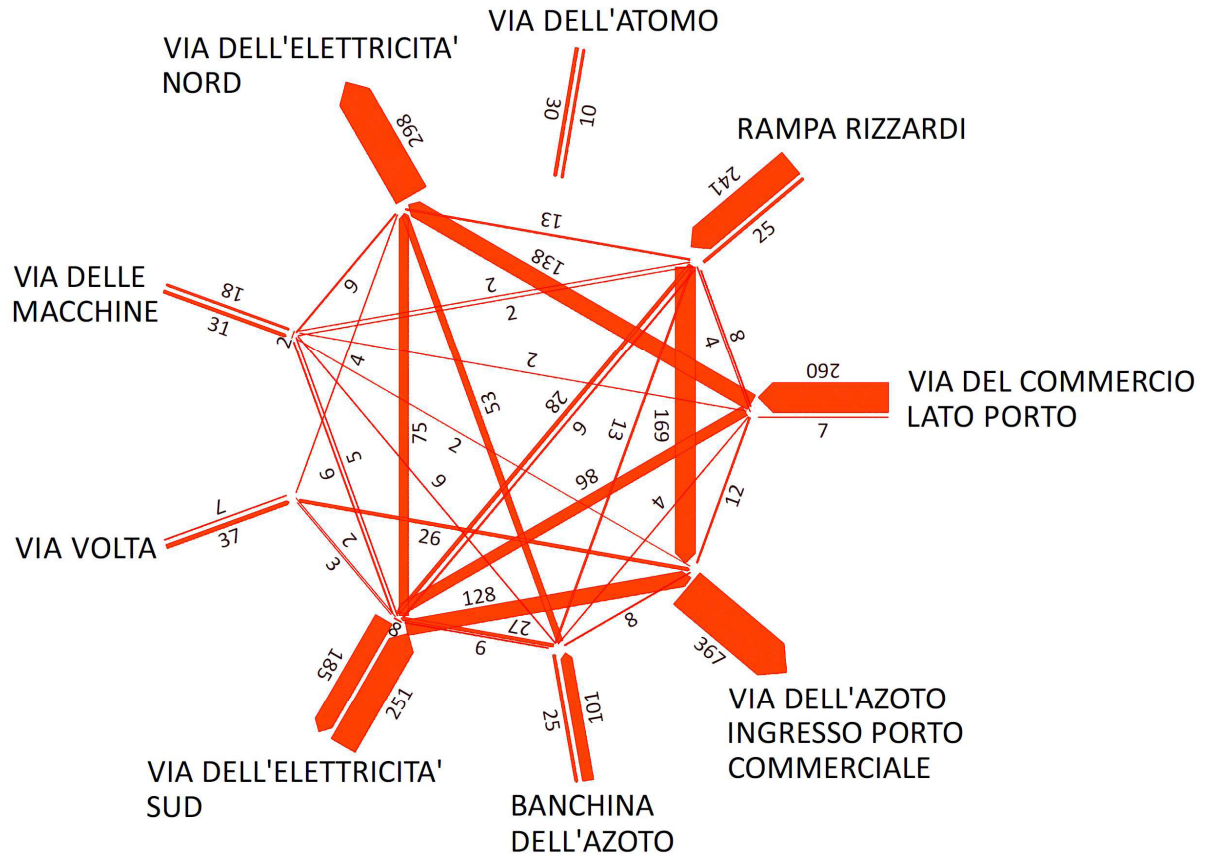 VIA DELL'ATOMO
VIA DELL'ELETTRICITA'
NORD
30
10
298
RAMPA RIZZARDI
241
25
13
138
VIA DELLE
MACCHINE
18
31
2
9
4
2
2
2
4
8
260
7
VIA DEL COMMERCIO
LATO PORTO
53
28
6
13
169
75
2
5
6
6
86
4
12
VIA VOLTA
7
37
2
3
26
128
8
27
6
8
185
251
25
101
367
VIA DELL'ELETTRICITA'
SUD
BANCHINA
DELL'AZOTO
VIA DELL'AZOTO
INGRESSO PORTO
COMMERCIALE